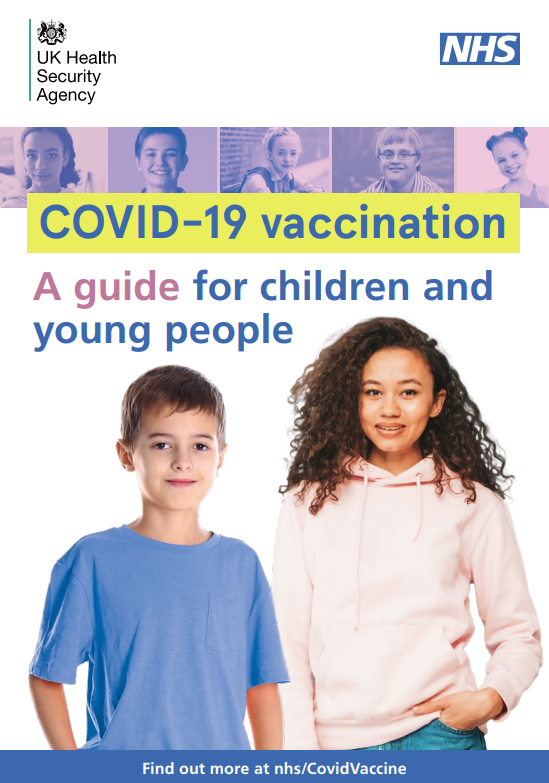 UK Health
Security
Agency
NHS
COVID-19 vaccination
A guide for children and
young people
Find out more at nhs/CovidVaccine